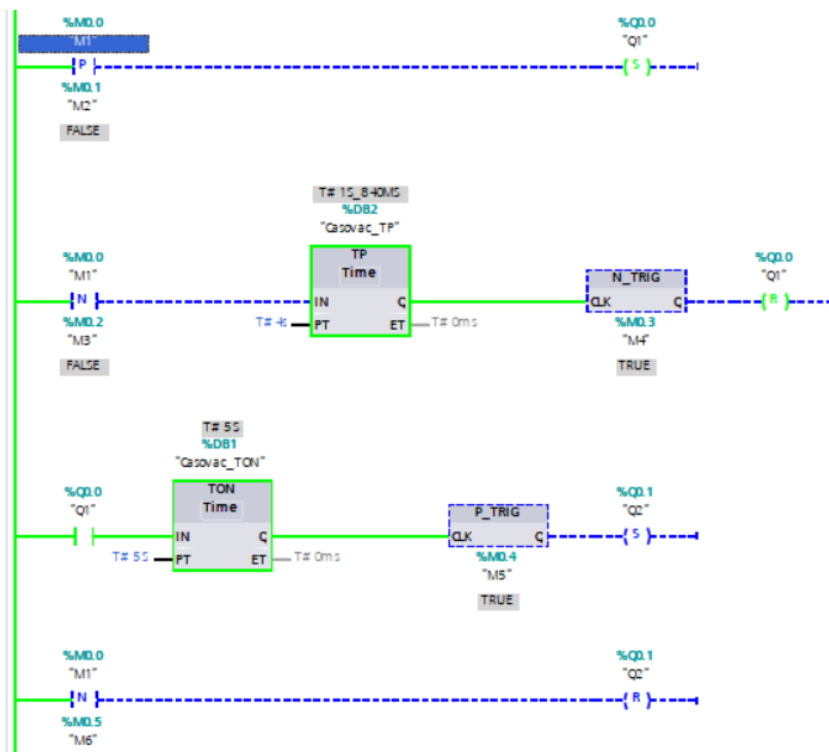 %M0.0
"M1"
P
%M0.1
"M2"
FALSE
%Q0.0
"Q1"
S
T# 1S_840MS
%DB2
"Casovac_TP"
TP
Time
IN
Q
T# 4s
PT
ET
T# 0ms
%M0.0
"M1"
N
%M0.2
"M3"
FALSE
N_TRIG
CLK
Q
%M0.3
"M4"
TRUE
%Q0.0
"Q1"
R
T# 5S
%DB1
"Casovac_TON"
TON
Time
IN
Q
T# 5S
PT
ET
T# 0ms
%Q0.0
"Q1"
P_TRIG
CLK
Q
%M0.4
"M5"
TRUE
%Q0.1
"Q2"
S
%M0.0
"M1"
N
%M0.5
"M6"
%Q0.1
"Q2"
R